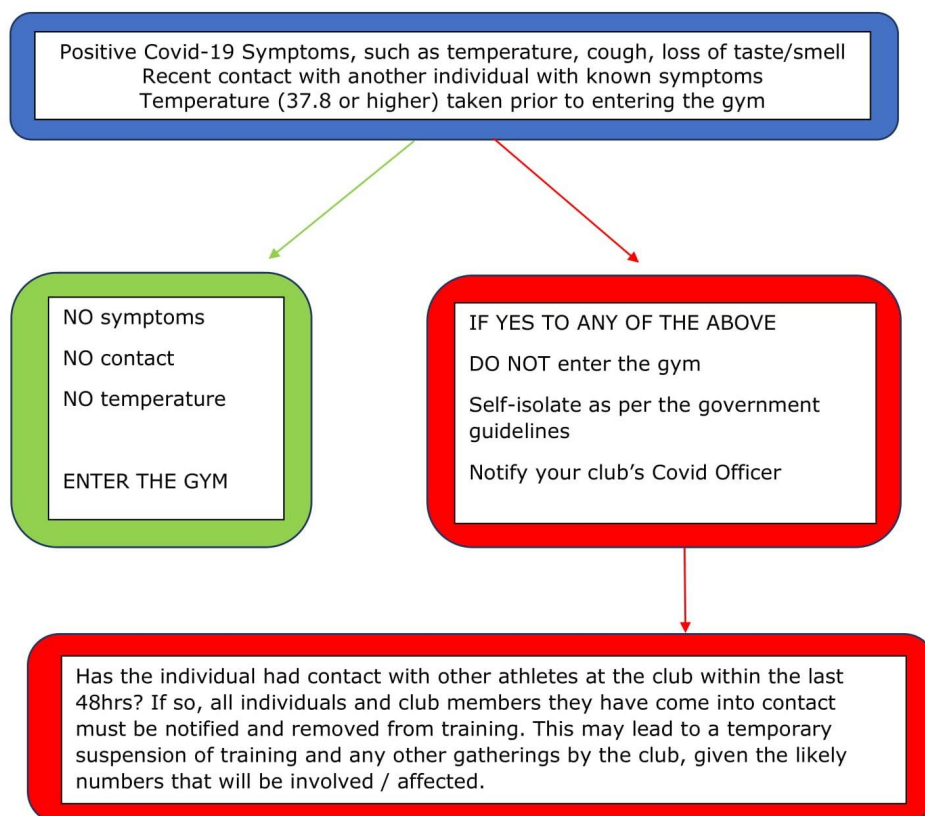 Positive Covid-19 Symptoms, such as temperature, cough, loss of taste/smell
Recent contact with another individual with known symptoms
Temperature (37.8 or higher) taken prior to entering the gym
NO symptoms
NO contact
NO temperature
ENTER THE GYM
IF YES TO ANY OF THE ABOVE
DO NOT enter the gym
Self-isolate as per the government
guidelines
Notify your club’s Covid Officer
Has the individual had contact with other athletes at the club within the last
48hrs? If so, all individuals and club members they have come into contact
must be notified and removed from training. This may lead to a temporary
suspension of training and any other gatherings by the club, given the likely
numbers that will be involved / affected.